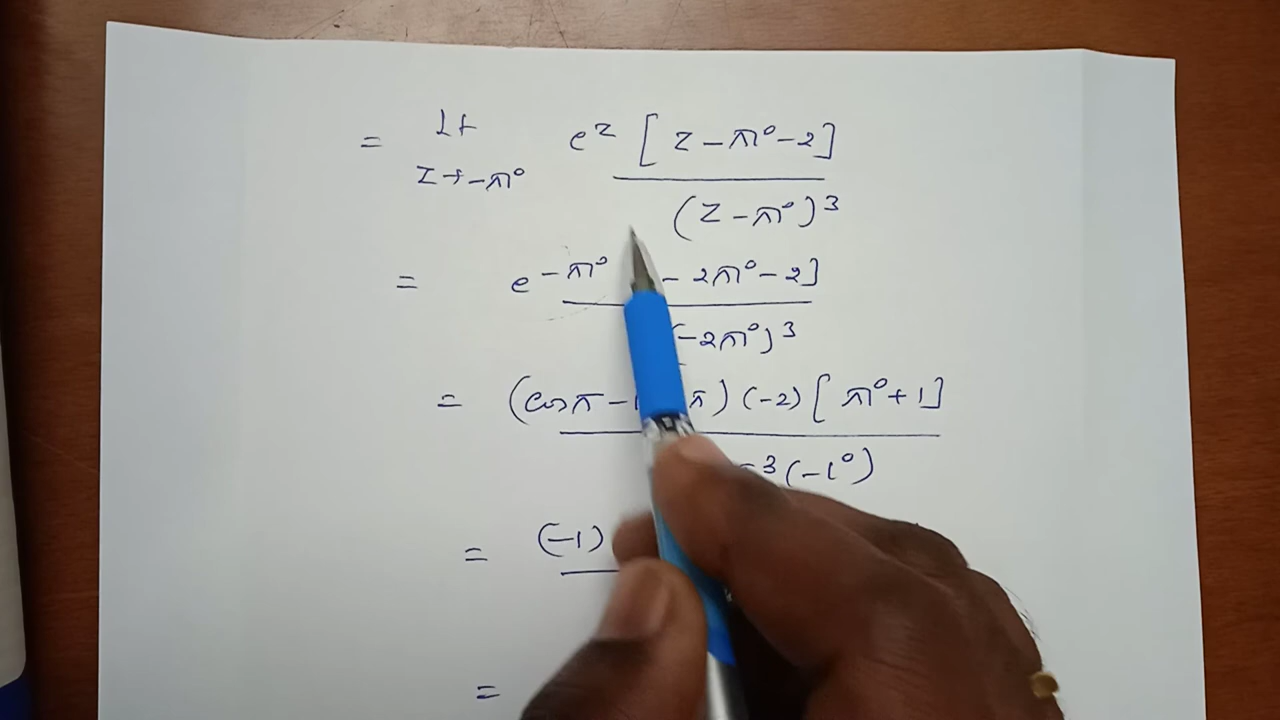 = Lt e^z [z - πi - 2]
z → -πi (z - πi)^3
= e^-πi - 2πi - 2]
(-2πi)^3
= (cos π - i π) (-2) [πi + 1]
^3 (-i)
= (-1)
=